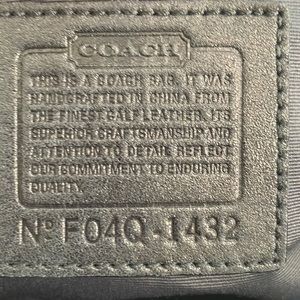 COACH
THIS IS A COACH BAG. IT WAS
HANDCRAFTED IN CHINA FROM
THE FINEST CALF LEATHER. ITS
SUPERIOR CRAFTSMANSHIP AND
ATTENTION TO DETAIL REFLECT
OUR COMMITMENT TO ENDURING
QUALITY.
Nº F04Q-1432